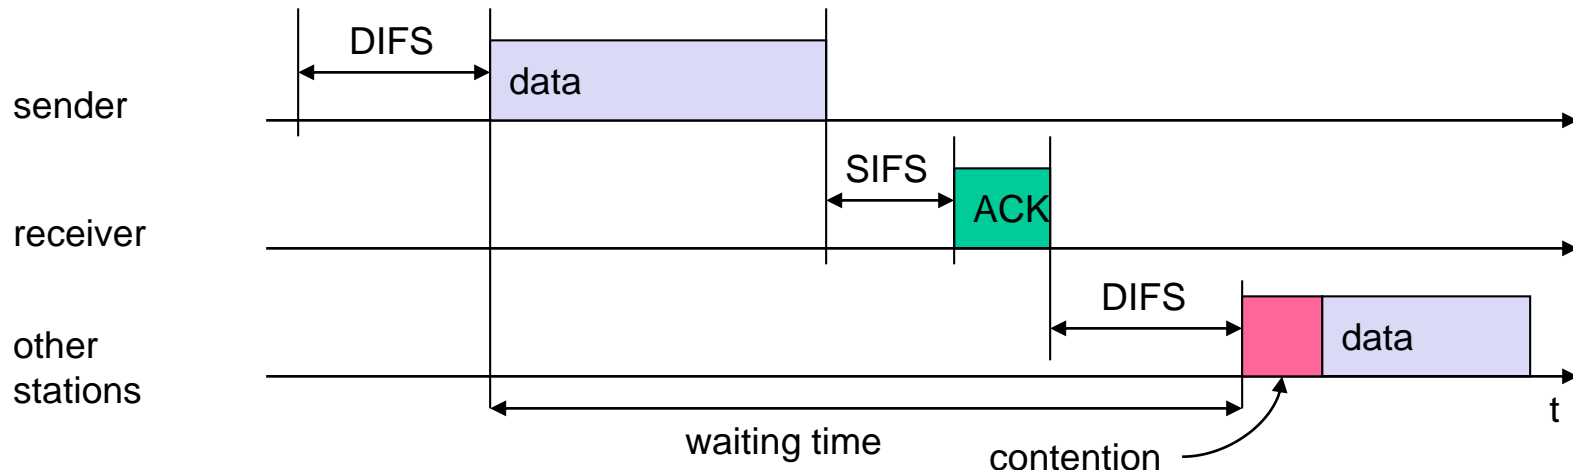 DIFS
data
sender
SIFS
ACK
receiver
DIFS
data
other
stations
t
waiting time
contention